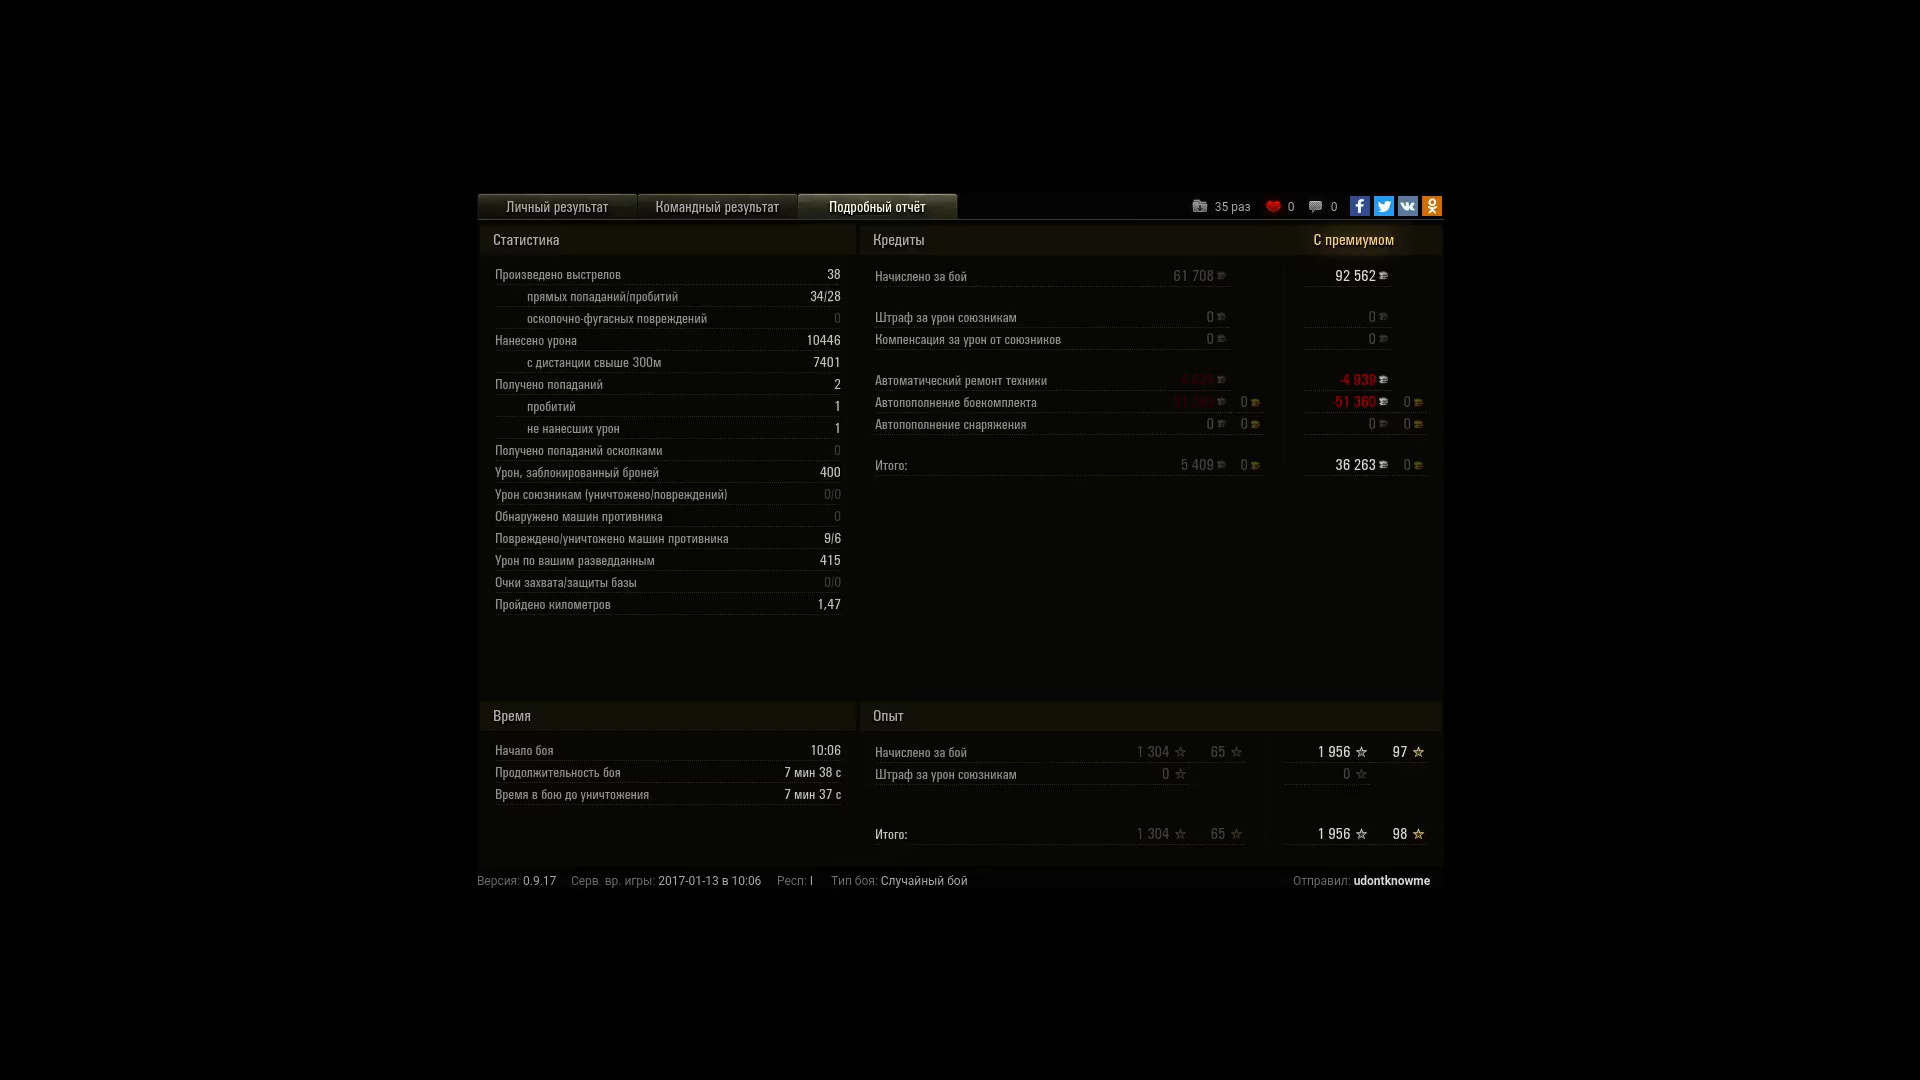 Личный результат Командный результат Подробный отчёт 35 раз 0 0
Статистика
Произведено выстрелов 38
прямых попаданий/пробитий 34/28
осколочно-фугасных повреждений 0
Нанесено урона 10446
с дистанции свыше 300м 7401
Получено попаданий 2
пробитий 1
не нанесших урон 1
Получено попаданий осколками 0
Урон, заблокированный броней 400
Урон союзникам (уничтожено/повреждений) 0/0
Обнаружено машин противника 0
Повреждено/уничтожено машин противника 9/6
Урон по вашим разведданным 415
Очки захвата/защиты базы 0/0
Пройдено километров 1,47
Кредиты С премиумом
Начислено за бой 61 708 92 562
Штраф за урон союзникам 0 0
Компенсация за урон от союзников 0 0
Автоматический ремонт техники -4 939
Автопополнение боекомплекта 0 -51 360 0
Автопополнение снаряжения 0 0 0 0
Итого: 5 409 0 36 263 0
Время
Начало боя 10:06
Продолжительность боя 7 мин 38 с
Время в бою до уничтожения 7 мин 37 с
Опыт
Начислено за бой 1 304 65 1 956 97
Штраф за урон союзникам 0 0
Итого: 1 304 65 1 956 98
Версия: 0.9.17 Серв. вр. игры: 2017-01-13 в 10:06 Респ: I Тип боя: Случайный бой Отправил: udontknowme